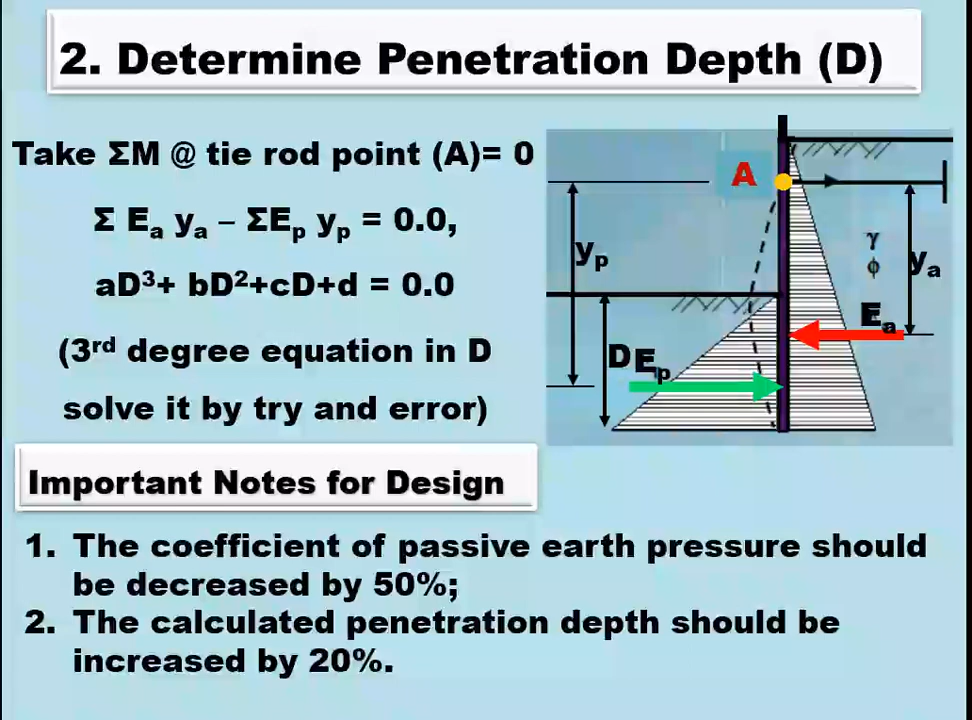 2. Determine Penetration Depth (D)
Take ΣM @ tie rod point (A)= 0
Σ Eₐ yₐ – ΣEₚ yₚ = 0.0,
aD³+ bD²+cD+d = 0.0
(3ʳᵈ degree equation in D
solve it by try and error)
A
yₚ
γ
ϕ
yₐ
Eₐ
D
Eₚ
Important Notes for Design
1. The coefficient of passive earth pressure should
be decreased by 50%;
2. The calculated penetration depth should be
increased by 20%.